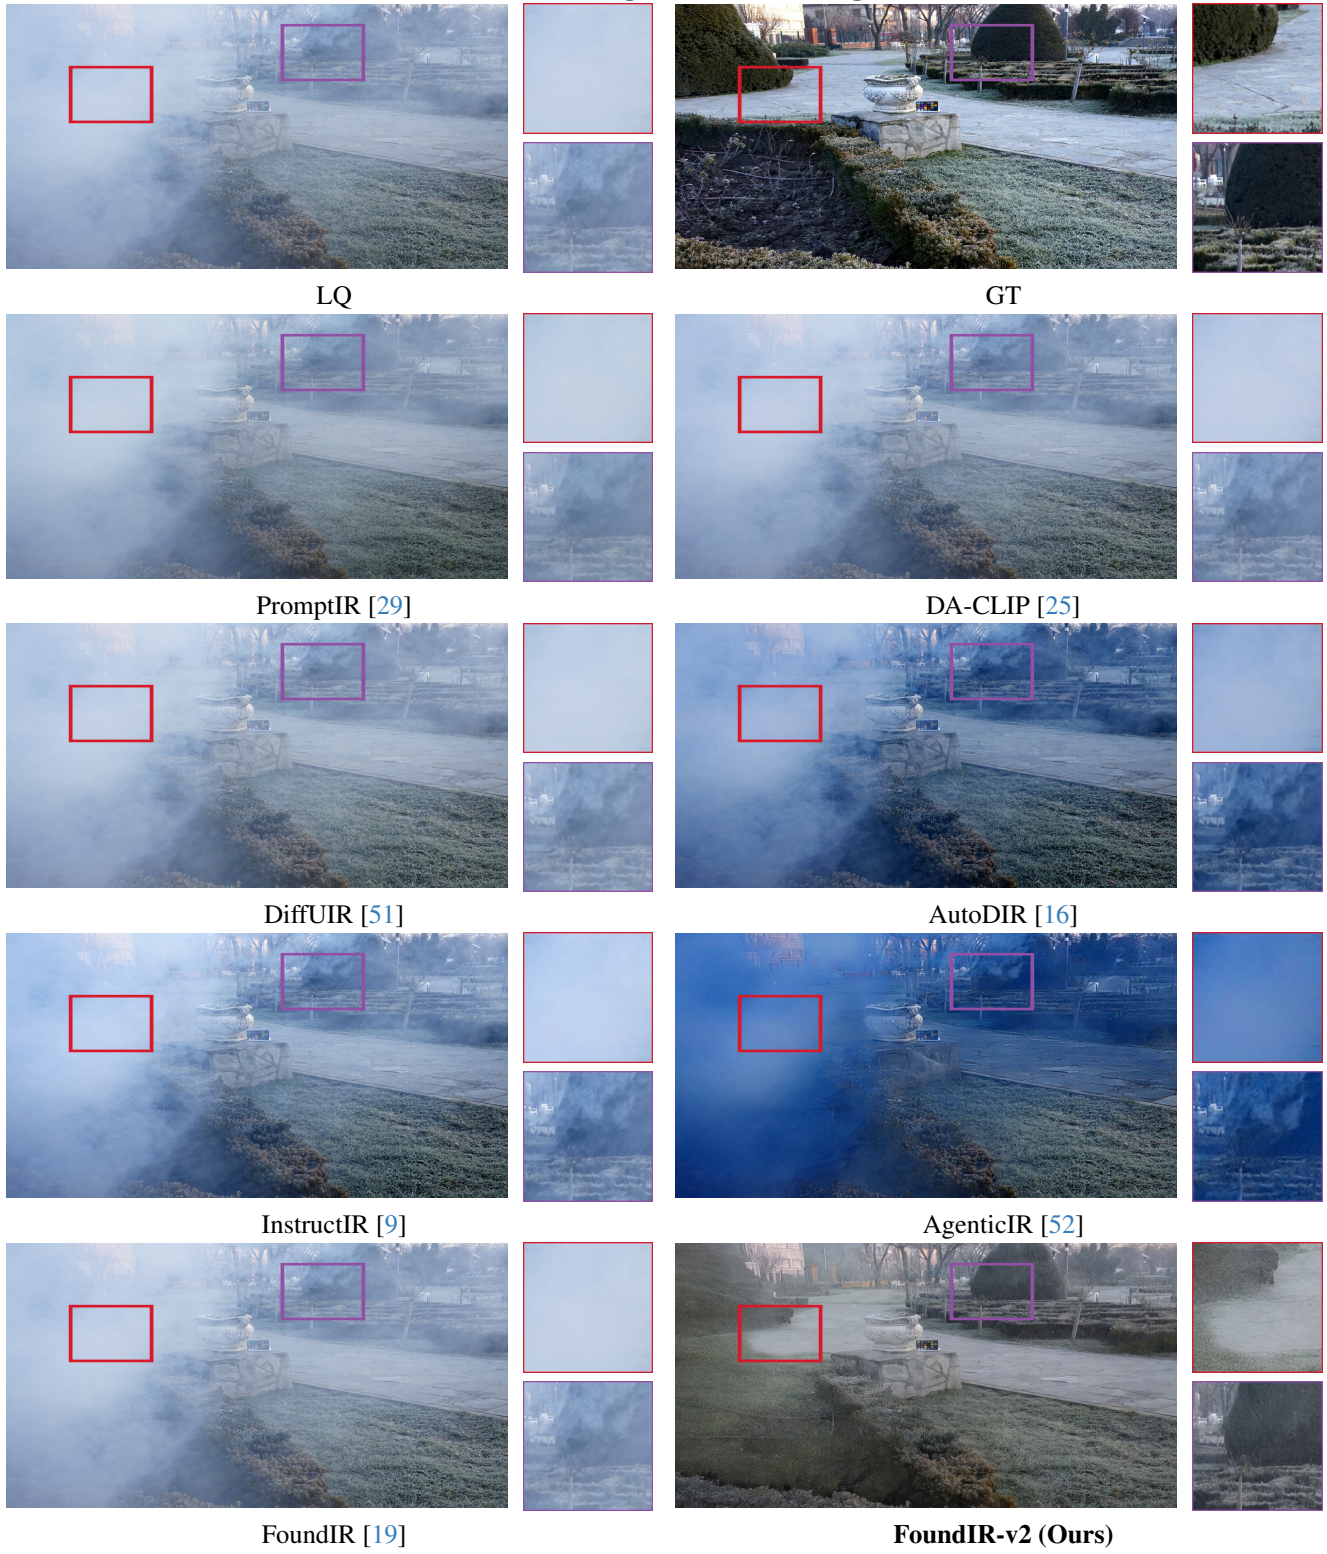 LQ
GT
PromptIR [29]
DA-CLIP [25]
DiffUIR [51]
AutoDIR [16]
InstructIR [9]
AgenticIR [52]
FoundIR [19]
FoundIR-v2 (Ours)